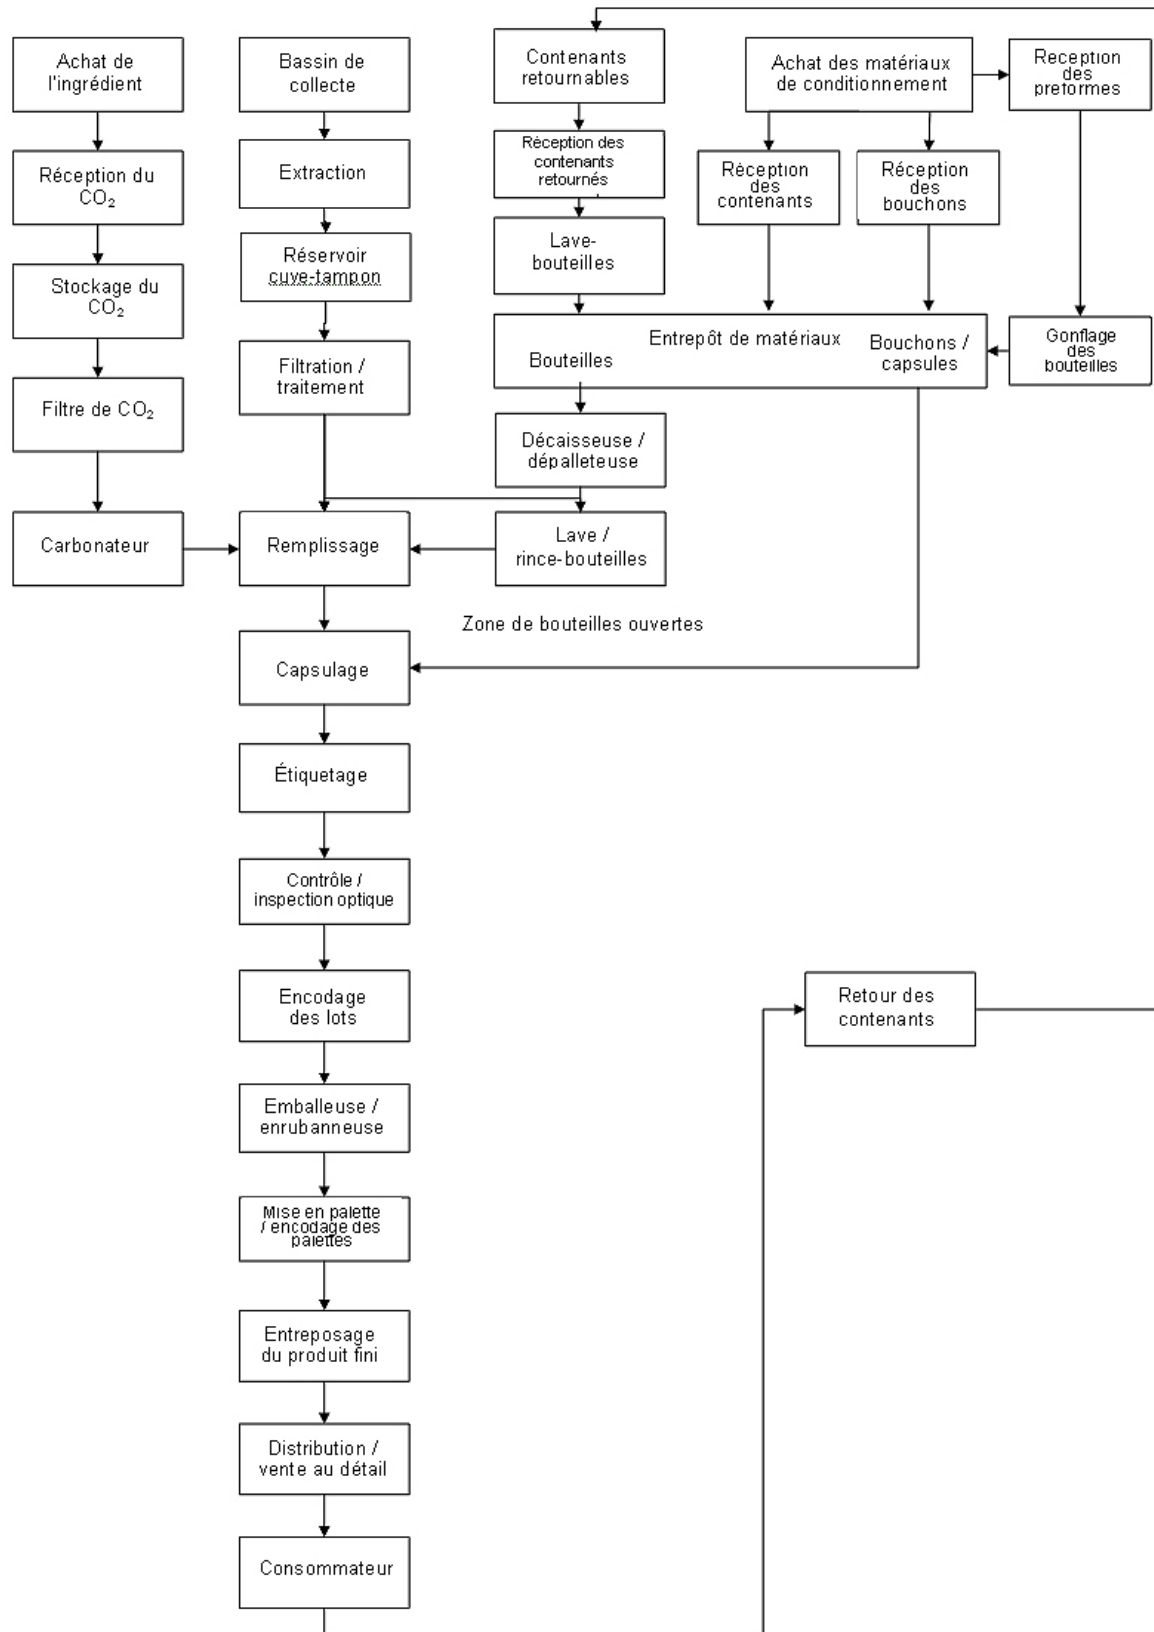 Achat de
l'ingrédient
Réception du
CO₂
Stockage du
CO₂
Filtre de CO₂
Carbonateur
Bassin de
collecte
Extraction
Réservoir
cuve-tampon
Filtration /
traitement
Remplissage
Contenants
retournables
Réception des
contenants
retournés
Lave-
bouteilles
Achat des matériaux
de conditionnement
Reception
des
preformes
Réception
des
contenants
Réception
des
bouchons
Entrepôt de matériaux
Bouteilles
Bouchons /
capsules
Gonflage
des
bouteilles
Décaisseuse /
dépalleteuse
Lave /
rince-bouteilles
Zone de bouteilles ouvertes
Capsulage
Étiquetage
Contrôle /
inspection optique
Encodage
des lots
Retour des
contenants
Emballeuse /
enrubanneuse
Mise en palette
/ encodage des
palettes
Entreposage
du produit fini
Distribution /
vente au détail
Consommateur